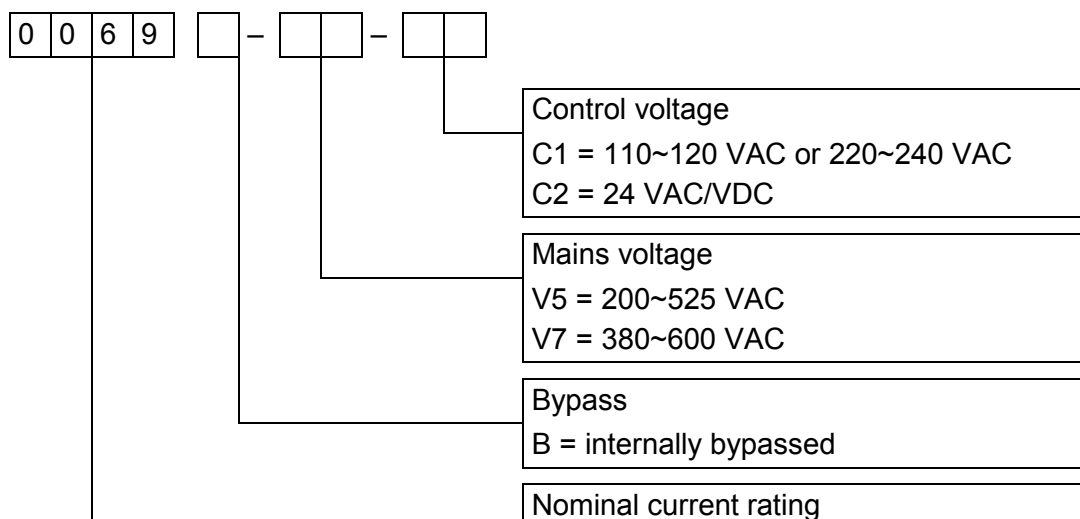 0 0 6 9 – –
Control voltage
C1 = 110~120 VAC or 220~240 VAC
C2 = 24 VAC/VDC
Mains voltage
V5 = 200~525 VAC
V7 = 380~600 VAC
Bypass
B = internally bypassed
Nominal current rating